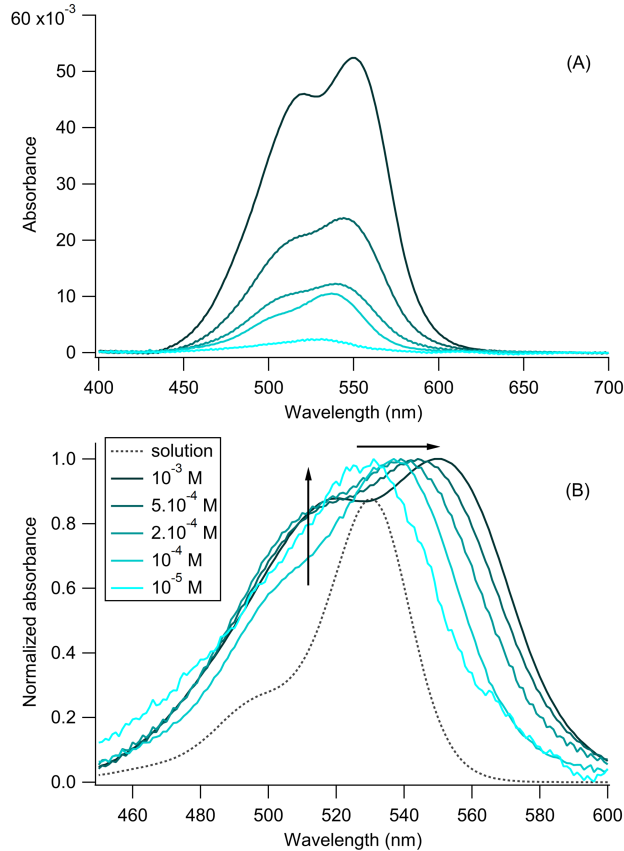 60 x10⁻³
(A)
50
40
30
20
10
0
Absorbance
400 450 500 550 600 650 700
Wavelength (nm)
solution
10⁻³ M
5.10⁻⁴ M
2.10⁻⁴ M
10⁻⁴ M
10⁻⁵ M
(B)
1.0
0.8
0.6
0.4
0.2
0.0
Normalized absorbance
460 480 500 520 540 560 580 600
Wavelength (nm)